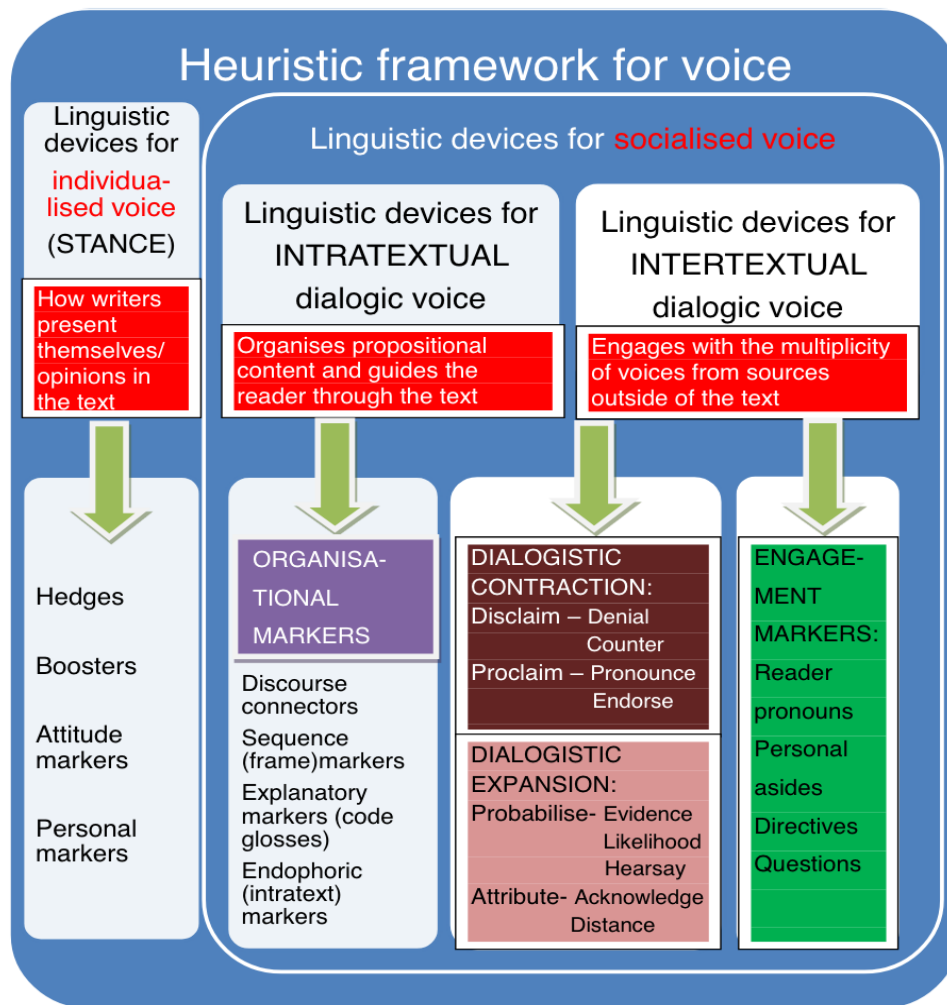 Heuristic framework for voice
Linguistic
devices for
individua-
lised voice
(STANCE)
How writers
present
themselves/
opinions in
the text
Hedges
Boosters
Attitude
markers
Personal
markers
Linguistic devices for socialised voice
Linguistic devices for
INTRATEXTUAL
dialogic voice
Organises propositional
content and guides the
reader through the text
Linguistic devices for
INTERTEXTUAL
dialogic voice
Engages with the multiplicity
of voices from sources
outside of the text
ORGANISA-
TIONAL
MARKERS
Discourse
connectors
Sequence
(frame)markers
Explanatory
markers (code
glosses)
Endophoric
(intratext)
markers
DIALOGISTIC
CONTRACTION:
Disclaim – Denial
Counter
Proclaim – Pronounce
Endorse
DIALOGISTIC
EXPANSION:
Probabilise- Evidence
Likelihood
Hearsay
Attribute- Acknowledge
Distance
ENGAGE-
MENT
MARKERS:
Reader
pronouns
Personal
asides
Directives
Questions